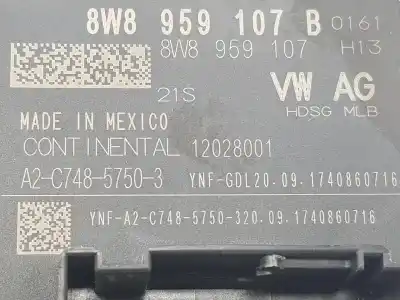 8W8 959 107 B 0161
8W8 959 107 H13
21S VW AG
HDSG MLB
MADE IN MEXICO
CONTINENTAL 12028001
A2-C748-5750-3 YNF-GDL20.09.1740860716
YNF-A2-C748-5750-320.09.1740860716